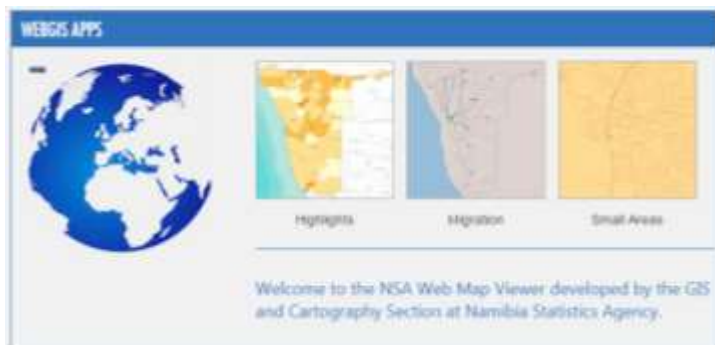 WEBGIS APPS
Highlights
Migration
Small Areas
Welcome to the NSA Web Map Viewer developed by the GIS
and Cartography Section at Namibia Statistics Agency.